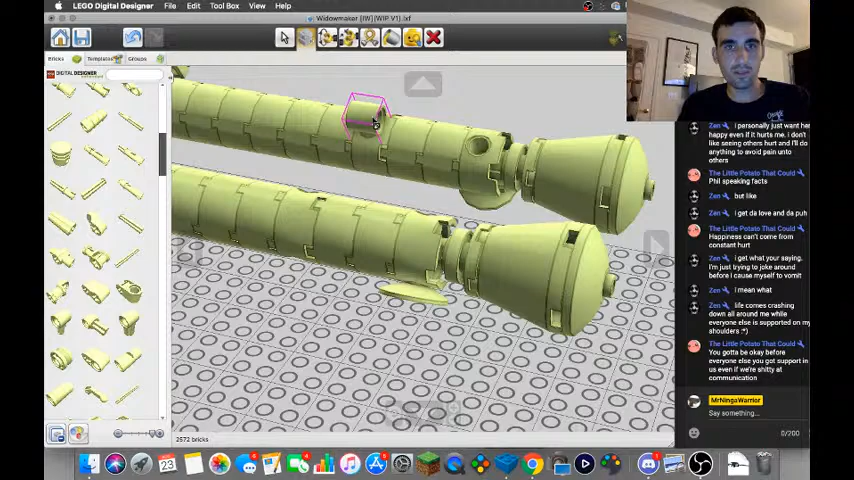 LEGO Digital Designer File Edit Tool Box View Help
Widowmaker [IW](WIP V1).lxf
Bricks Templates Groups
LEGO DIGITAL DESIGNER
EXTENDED
Zen i personally just want her
happy even if it hurts me. i
don't like seeing others hurt and i'll do
anything to avoid pain unto
others
The Little Potato That Could
Phil speaking facts
Zen but like
Zen i get da love and da puh
The Little Potato That Could
Happiness can't come from
constant hurt
Zen i get what your saying.
I'm just trying to joke around
before i cause myself to vomit
Zen i mean what
Zen life comes crashing
down all around me while
everyone else is supported on my
shoulders :*)
The Little Potato That Could
You gotta be okay before
everyone else you got support in
us even if we're shitty at
communication
MrNingaWarrior
Say something...
0/200
2572 bricks
JUL
23